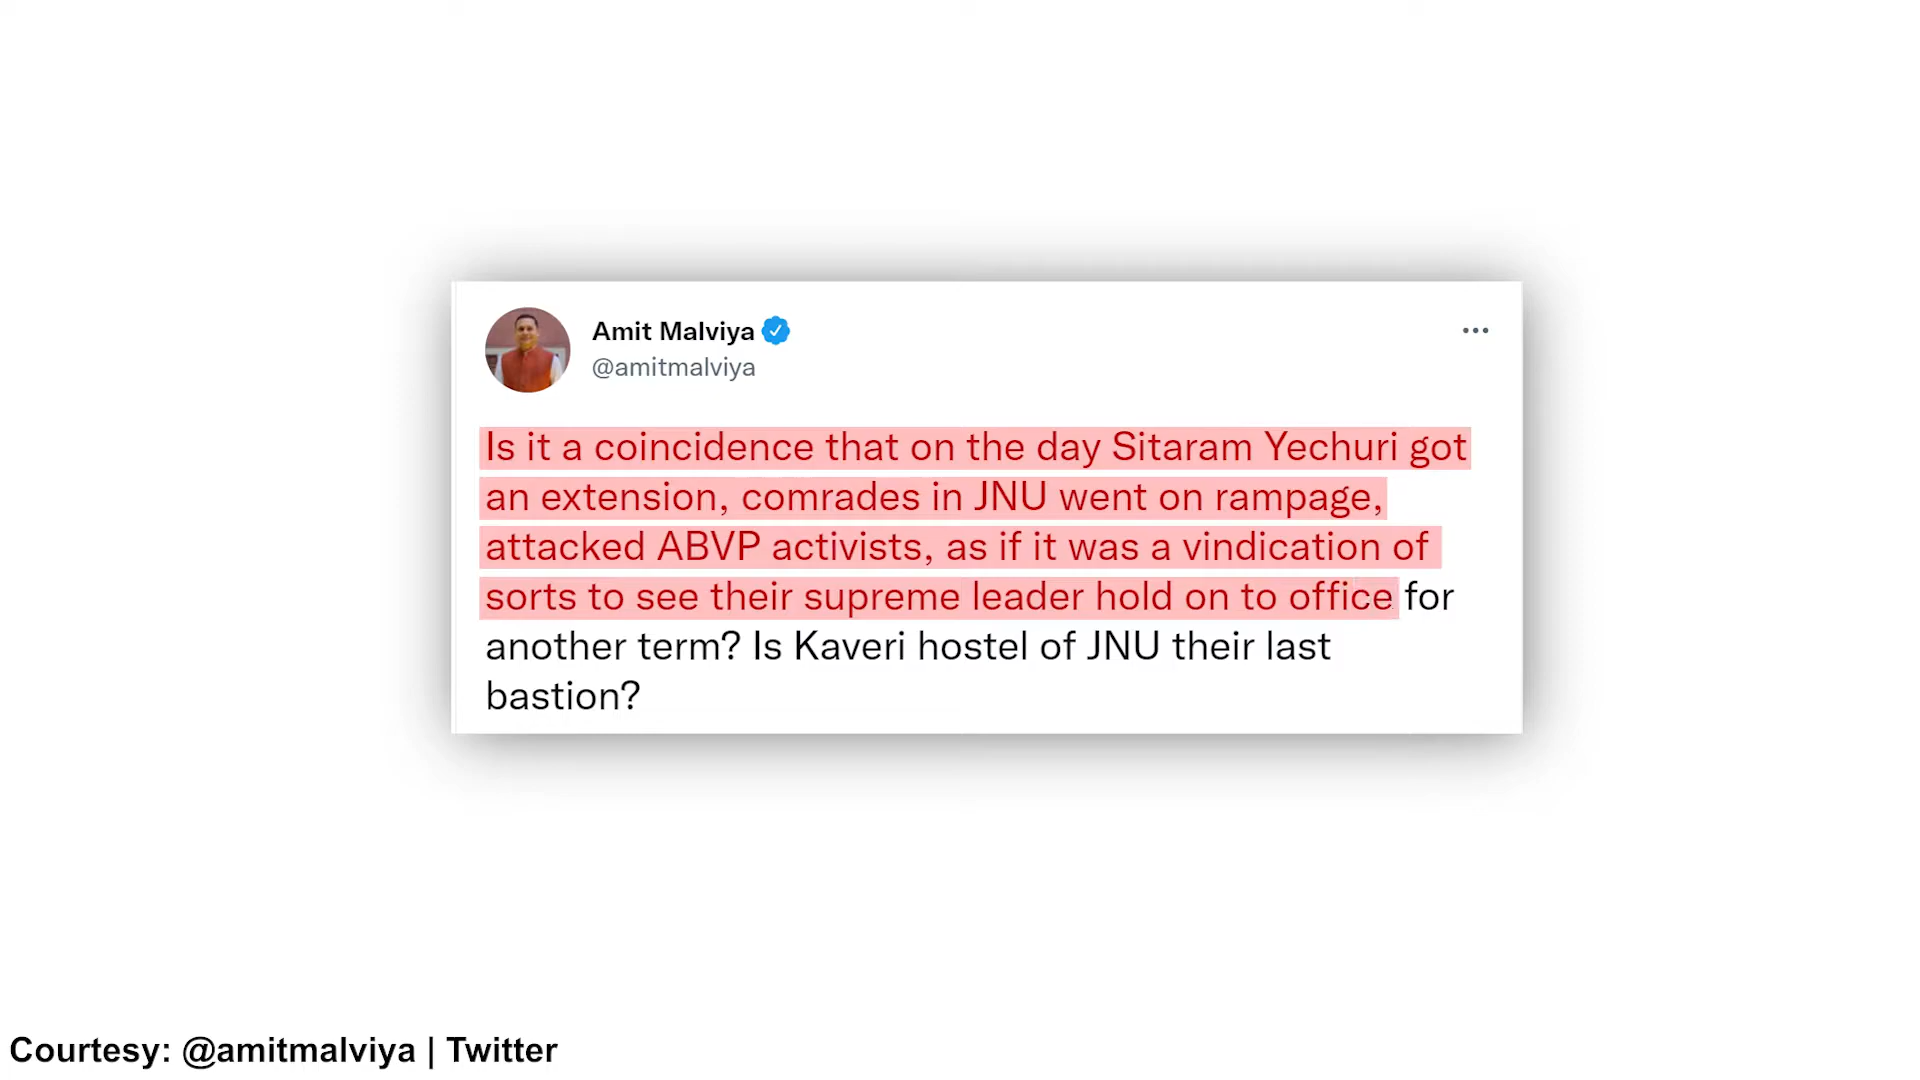 Amit Malviya
@amitmalviya
Is it a coincidence that on the day Sitaram Yechuri got
an extension, comrades in JNU went on rampage,
attacked ABVP activists, as if it was a vindication of
sorts to see their supreme leader hold on to office for
another term? Is Kaveri hostel of JNU their last
bastion?
Courtesy: @amitmalviya | Twitter